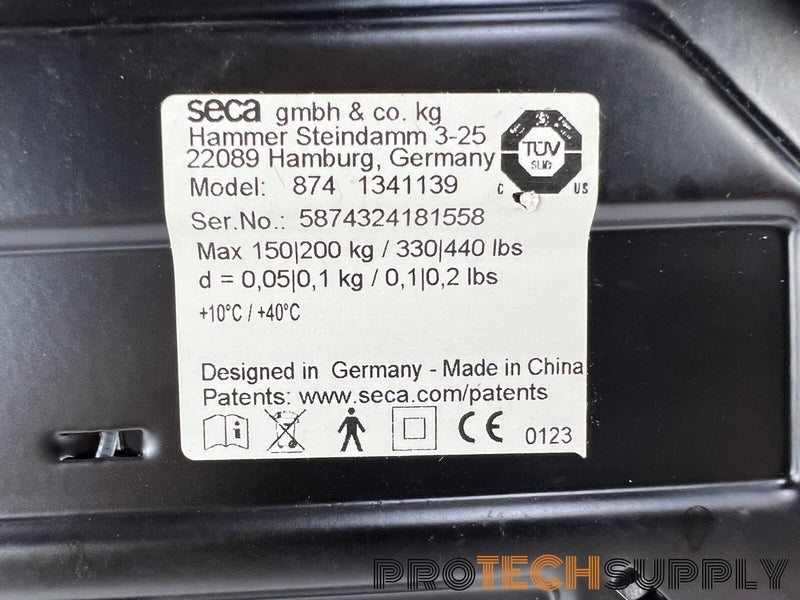 seca gmbh & co. kg
Hammer Steindamm 3-25
22089 Hamburg, Germany
TÜV
SÜD
C US
Model: 874 1341139
Ser.No.: 5874324181558
Max 150|200 kg / 330|440 lbs
d = 0,05|0,1 kg / 0,1|0,2 lbs
+10°C / +40°C
Designed in Germany - Made in China
Patents: www.seca.com/patents
i
CE 0123
PROTECHSUPPLY